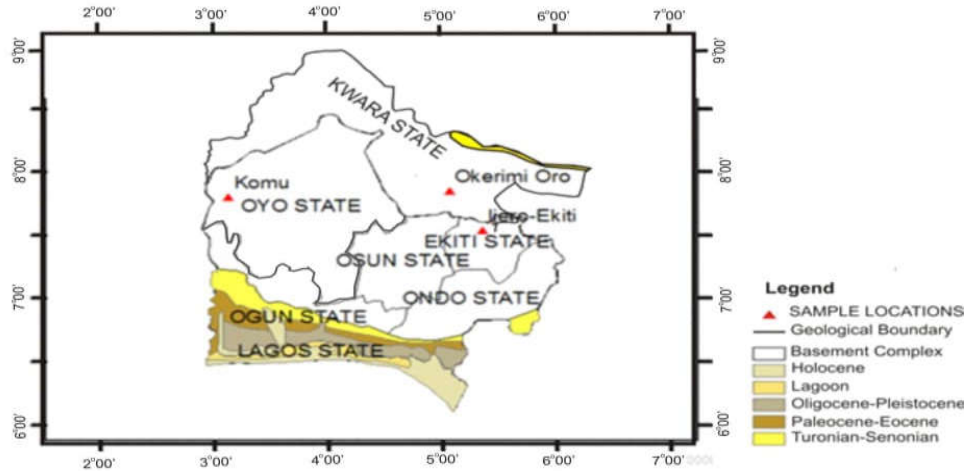 2°00' 3°00' 4°00' 5°00' 6°00' 7°00'
9°00' 9°00'
KWARA STATE
8°00' 8°00'
Okerimi Oro
Komu
OYO STATE
Ijero-Ekiti
EKITI STATE
OSUN STATE
7°00' 7°00'
ONDO STATE
OGUN STATE
LAGOS STATE
6°00' 6°00'
2°00' 3°00' 4°00' 5°00' 6°00' 7°00'
Legend
SAMPLE LOCATIONS
Geological Boundary
Basement Complex
Holocene
Lagoon
Oligocene-Pleistocene
Paleocene-Eocene
Turonian-Senonian